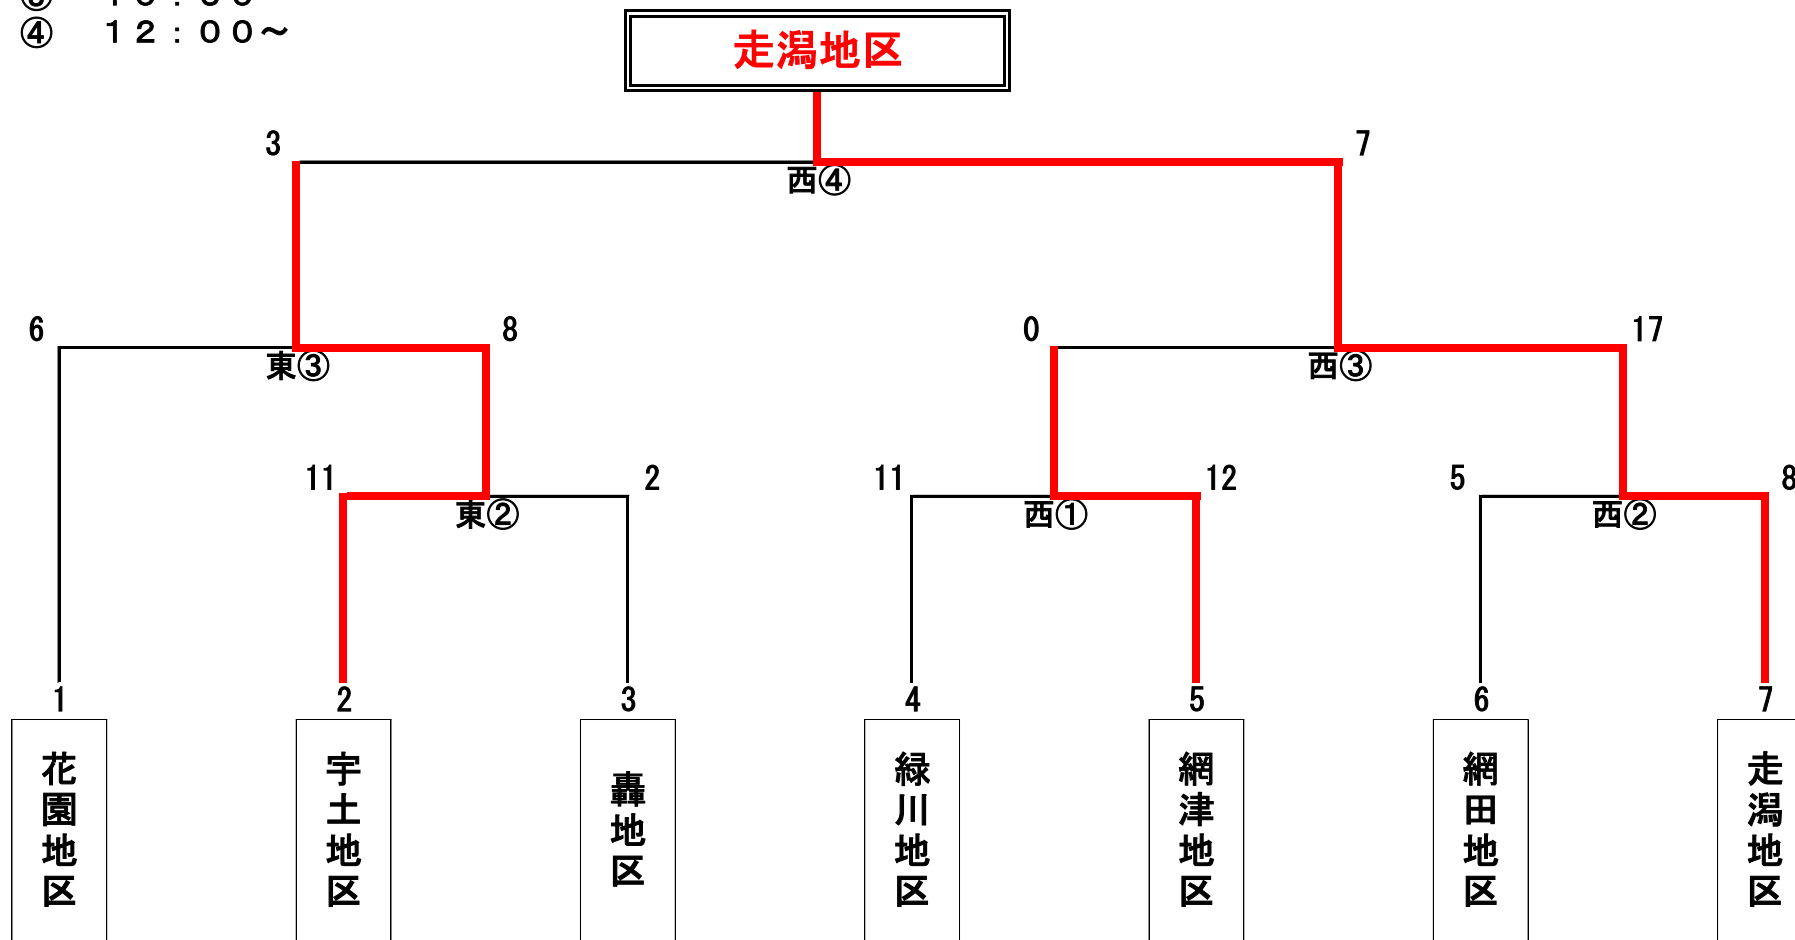 ④ 12:00～
走潟地区
3 7
西④
6 8 0 17
東③ 西③
11 2 11 12 5 8
東② 西① 西②
1 2 3 4 5 6 7
花園地区
宇土地区
轟地区
緑川地区
網津地区
網田地区
走潟地区